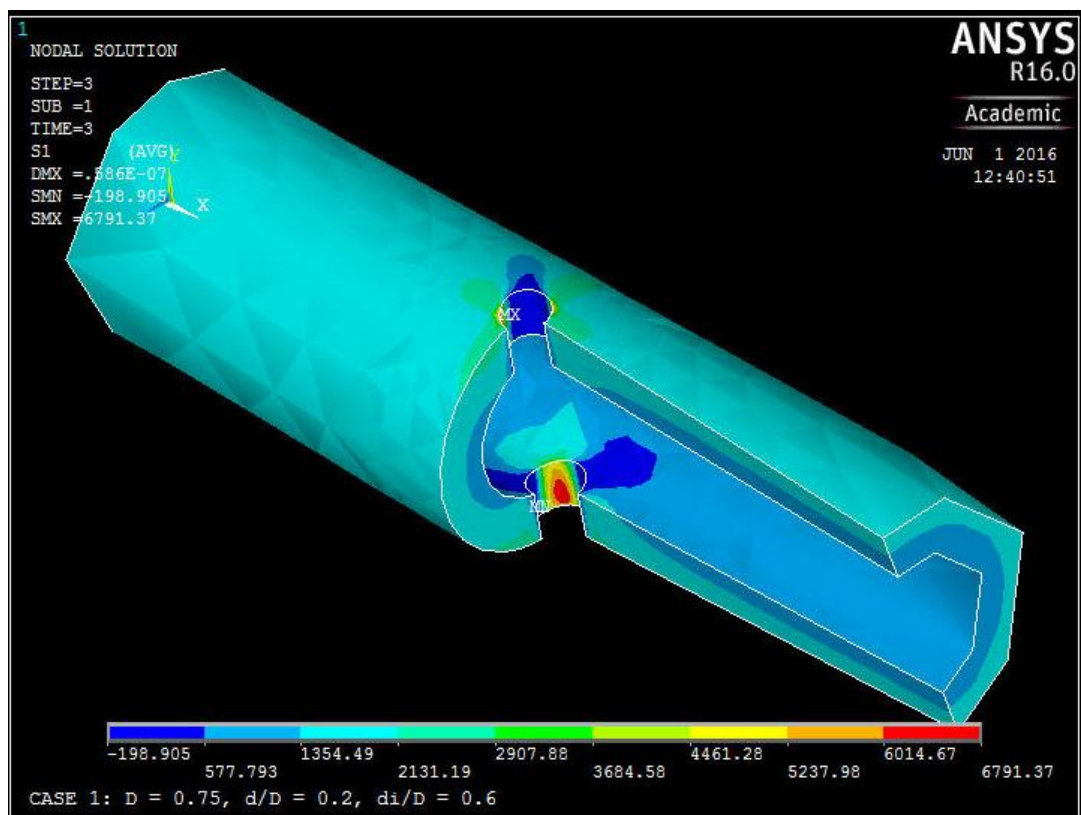 1
NODAL SOLUTION
STEP=3
SUB =1
TIME=3
S1 (AVG)
DMX =.586E-07
SMN =-198.905
SMX =6791.37
ANSYS
R16.0
Academic
JUN 1 2016
12:40:51
Y
X
MX
MN
-198.905 1354.49 2907.88 4461.28 6014.67
577.793 2131.19 3684.58 5237.98 6791.37
CASE 1: D = 0.75, d/D = 0.2, di/D = 0.6